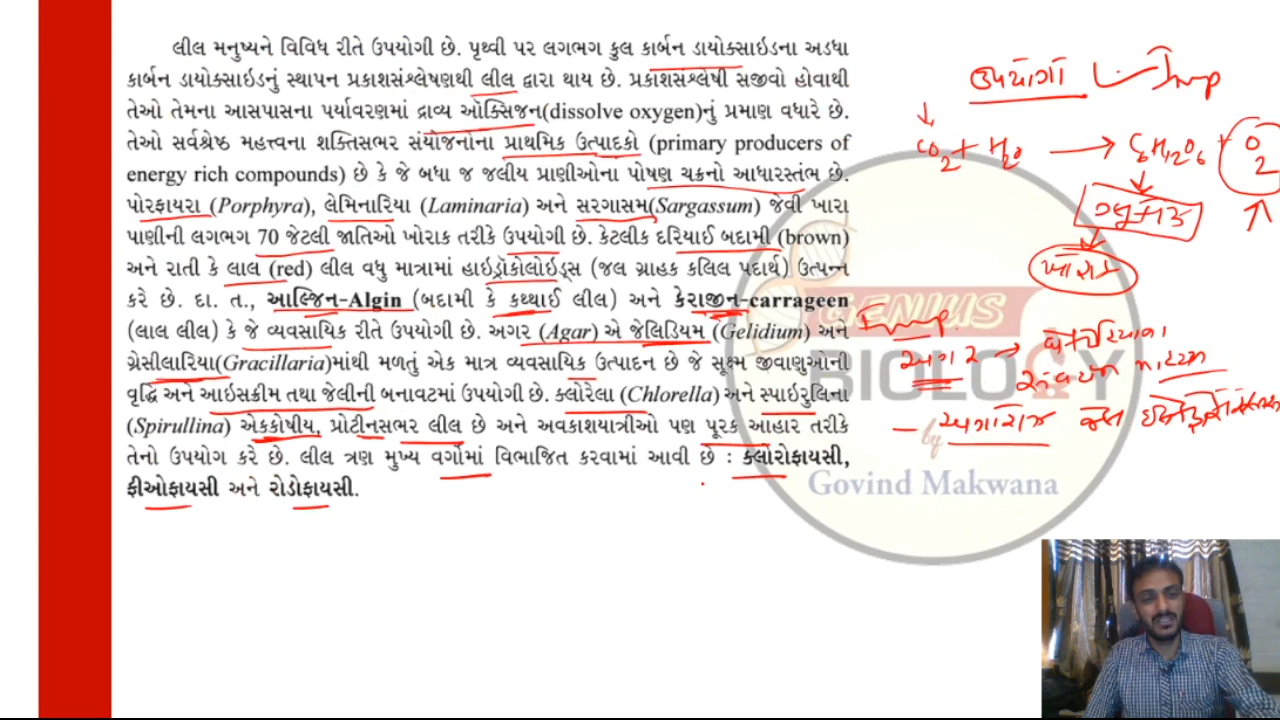 લીલ મનુષ્યને વિવિધ રીતે ઉપયોગી છે. પૃથ્વી પર લગભગ કુલ કાર્બન ડાયોક્સાઇડના અડધા
કાર્બન ડાયોક્સાઇડનું સ્થાપન પ્રકાશસંશ્લેષણથી લીલ દ્વારા થાય છે. પ્રકાશસંશ્લેષી સજીવો હોવાથી
તેઓ તેમના આસપાસના પર્યાવરણમાં દ્રાવ્ય ઑક્સિજન(dissolve oxygen)નું પ્રમાણ વધારે છે.
તેઓ સર્વશ્રેષ્ઠ મહત્ત્વના શક્તિસભર સંયોજનોના પ્રાથમિક ઉત્પાદકો (primary producers of
energy rich compounds) છે કે જે બધા જ જલીય પ્રાણીઓના પોષણ ચક્રનો આધારસ્તંભ છે.
પોરફાયરા (Porphyra), લેમિનારિયા (Laminaria) અને સરગાસમ(Sargassum) જેવી ખારા
પાણીની લગભગ 70 જેટલી જાતિઓ ખોરાક તરીકે ઉપયોગી છે. કેટલીક દરિયાઈ બદામી (brown)
અને રાતી કે લાલ (red) લીલ વધુ માત્રામાં હાઇડ્રૉકોલોઇડ્સ (જલ ગ્રાહક કલિલ પદાર્થ) ઉત્પન્ન
કરે છે. દા. ત., આલ્જિન-Algin (બદામી કે કથ્થાઈ લીલ) અને કેરાજીન-carrageen
(લાલ લીલ) કે જે વ્યવસાયિક રીતે ઉપયોગી છે. અગર (Agar) એ જેલિડિયમ (Gelidium) અને
ગ્રેસીલારિયા(Gracillaria)માંથી મળતું એક માત્ર વ્યવસાયિક ઉત્પાદન છે જે સૂક્ષ્મ જીવાણુઓની
વૃદ્ધિ અને આઇસક્રીમ તથા જેલીની બનાવટમાં ઉપયોગી છે. ક્લોરેલા (Chlorella) અને સ્પાઇરુલિના
(Spirullina) એકકોષીય, પ્રોટીનસભર લીલ છે અને અવકાશયાત્રીઓ પણ પૂરક આહાર તરીકે
તેનો ઉપયોગ કરે છે. લીલ ત્રણ મુખ્ય વર્ગોમાં વિભાજિત કરવામાં આવી છે : ક્લોરોફાયસી,
ફીઓફાયસી અને રોડોફાયસી.
ઉપયોગો Imp
CO2 + H2O → C6H12O6 + O2
ખોરાક
Imp.
અગર →
GENIUS
BIOLOGY
by
Govind Makwana